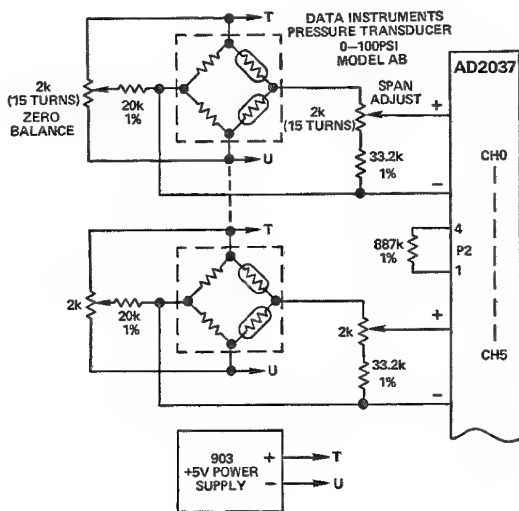 T
DATA INSTRUMENTS
PRESSURE TRANSDUCER
0–100PSI
MODEL AB
AD2037
2k
(15 TURNS)
ZERO
BALANCE
20k
1%
2k
(15 TURNS)
SPAN
ADJUST
+
33.2k
1%
CH0
U
–
T
4
887k
1%
P2
1
2k
20k
1%
2k
+
33.2k
1%
CH5
U
–
903
+5V POWER
SUPPLY
+
T
–
U